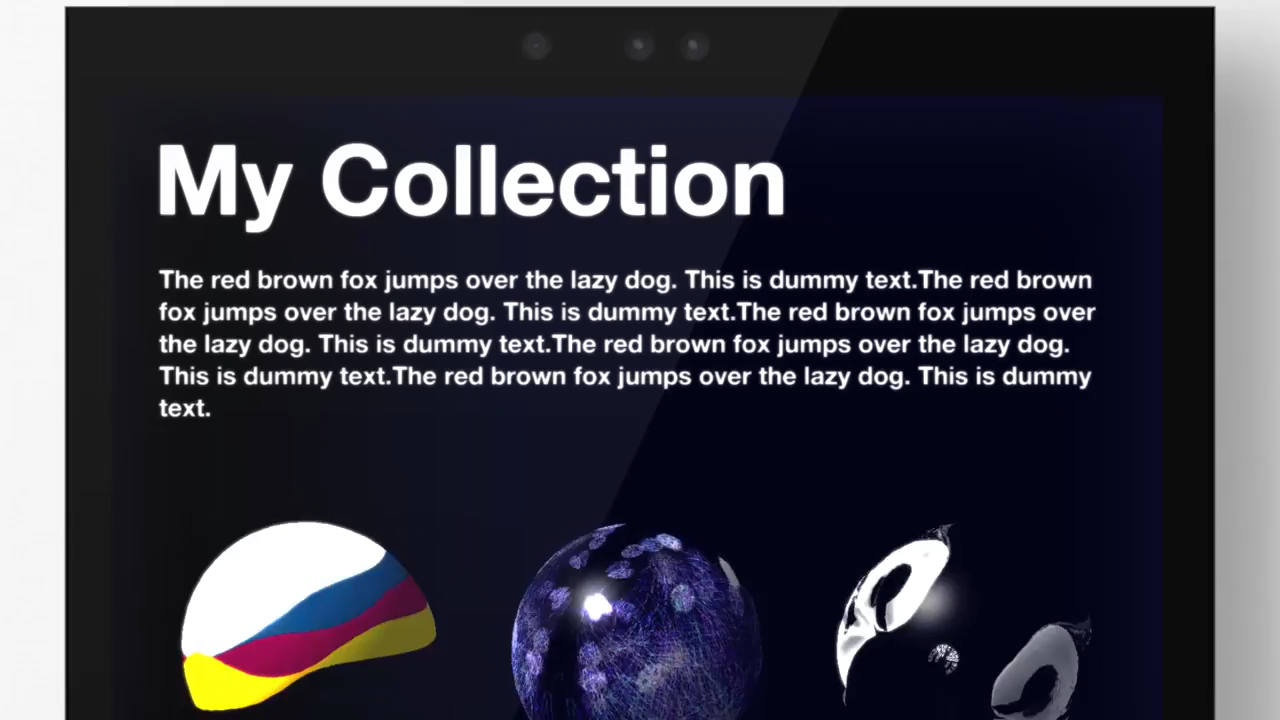 My Collection
The red brown fox jumps over the lazy dog. This is dummy text.The red brown
fox jumps over the lazy dog. This is dummy text.The red brown fox jumps over
the lazy dog. This is dummy text.The red brown fox jumps over the lazy dog.
This is dummy text.The red brown fox jumps over the lazy dog. This is dummy
text.